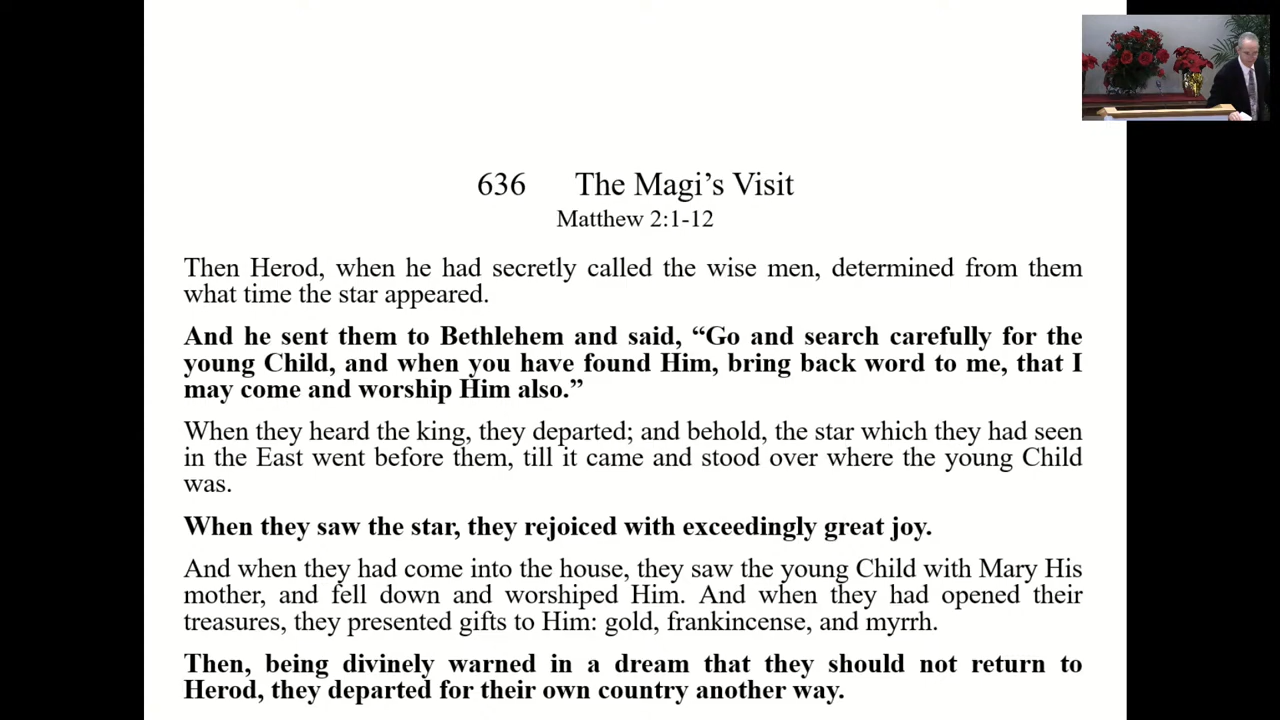 636 The Magi’s Visit
Matthew 2:1-12
Then Herod, when he had secretly called the wise men, determined from them
what time the star appeared.
And he sent them to Bethlehem and said, “Go and search carefully for the
young Child, and when you have found Him, bring back word to me, that I
may come and worship Him also.”
When they heard the king, they departed; and behold, the star which they had seen
in the East went before them, till it came and stood over where the young Child
was.
When they saw the star, they rejoiced with exceedingly great joy.
And when they had come into the house, they saw the young Child with Mary His
mother, and fell down and worshiped Him. And when they had opened their
treasures, they presented gifts to Him: gold, frankincense, and myrrh.
Then, being divinely warned in a dream that they should not return to
Herod, they departed for their own country another way.